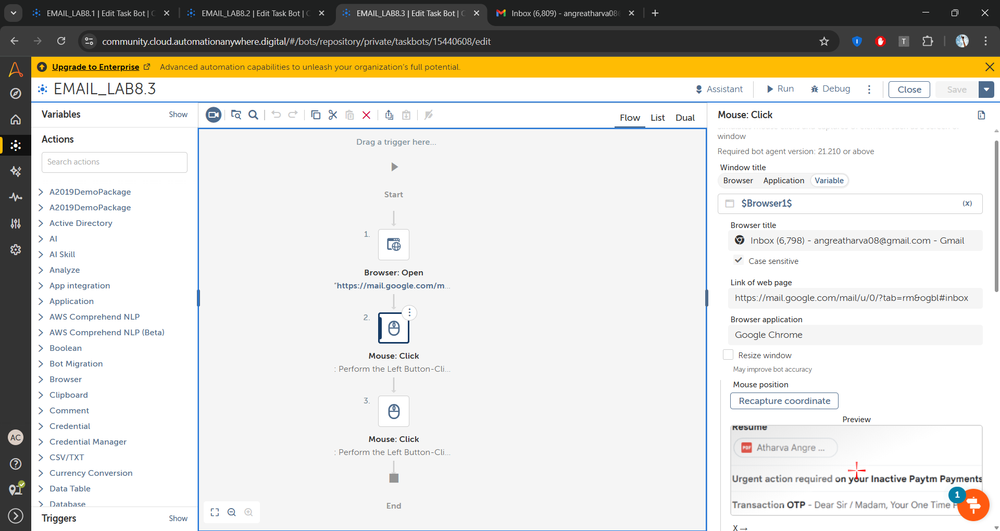 EMAIL_LAB8.1 | Edit Task Bot |
EMAIL_LAB8.2 | Edit Task Bot |
EMAIL_LAB8.3 | Edit Task Bot |
Inbox (6,809) - angreatharva08
community.cloud.automationanywhere.digital/#/bots/repository/private/taskbots/15440608/edit
T
Upgrade to Enterprise Advanced automation capabilities to unleash your organization's full potential.
EMAIL_LAB8.3
Assistant
Run
Debug
Close
Save
Variables
Show
Actions
Search actions
A2019DemoPackage
A2019DemoPackage
Active Directory
AI
AI Skill
Analyze
App integration
Application
AWS Comprehend NLP
AWS Comprehend NLP (Beta)
Boolean
Bot Migration
Browser
Clipboard
Comment
Credential
Credential Manager
CSV/TXT
Currency Conversion
Data Table
Database
Triggers
Show
AC
Flow
List
Dual
Drag a trigger here...
Start
1.
Browser: Open
"https://mail.google.com/m...
2.
Mouse: Click
: Perform the Left Button-Cli...
3.
Mouse: Click
: Perform the Left Button-Cli...
End
Mouse: Click
window
Required bot agent version: 21.210 or above
Window title
Browser
Application
Variable
$Browser1$
(x)
Browser title
Inbox (6,798) - angreatharva08@gmail.com - Gmail
Case sensitive
Link of web page
https://mail.google.com/mail/u/0/?tab=rm&ogbl#inbox
Browser application
Google Chrome
Resize window
May improve bot accuracy
Mouse position
Recapture coordinate
Preview
Resume
PDF Atharva Angre ...
Urgent action required on your Inactive Paytm Payments
Transaction OTP - Dear Sir / Madam, Your One Time
1
X→